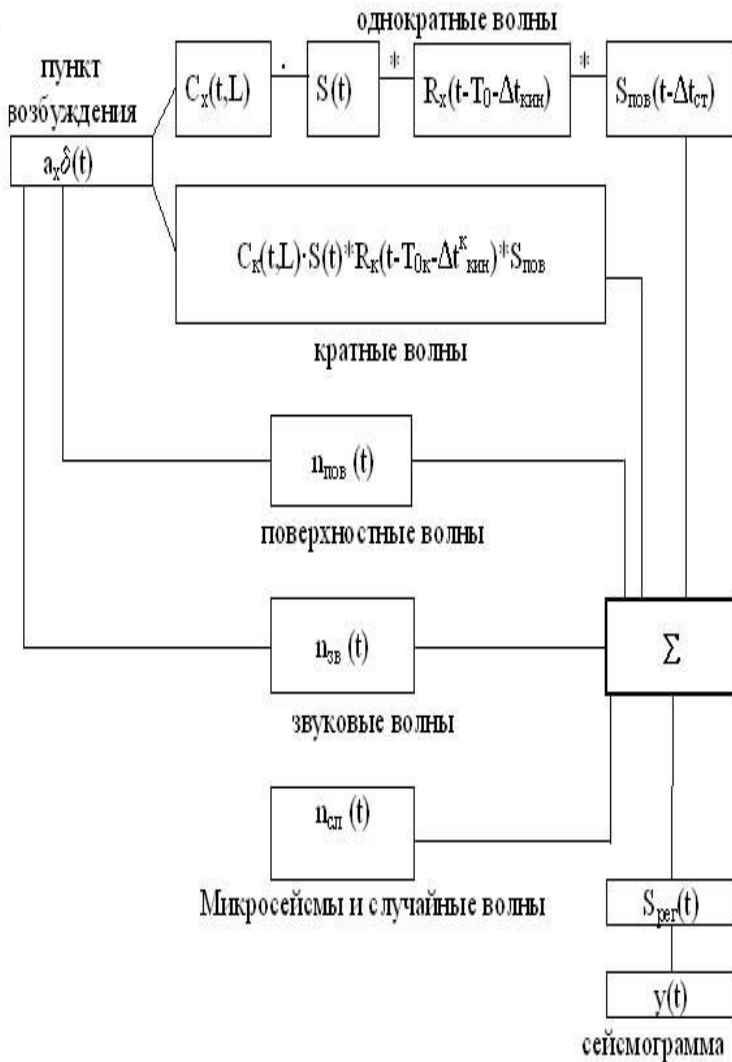 однократные волны
пункт
возбуждения
a_xδ(t)
C_x(t,L) · S(t) * R_x(t-T_0-Δt_кин) * S_пов(t-Δt_ст)
C_к(t,L)·S(t)*R_к(t-T_0к-Δt^к_кин)*S_пов
кратные волны
n_пов (t)
поверхностные волны
n_зв (t)
Σ
звуковые волны
n_сл (t)
Микросейсмы и случайные волны
S_рег(t)
y(t)
сейсмограмма